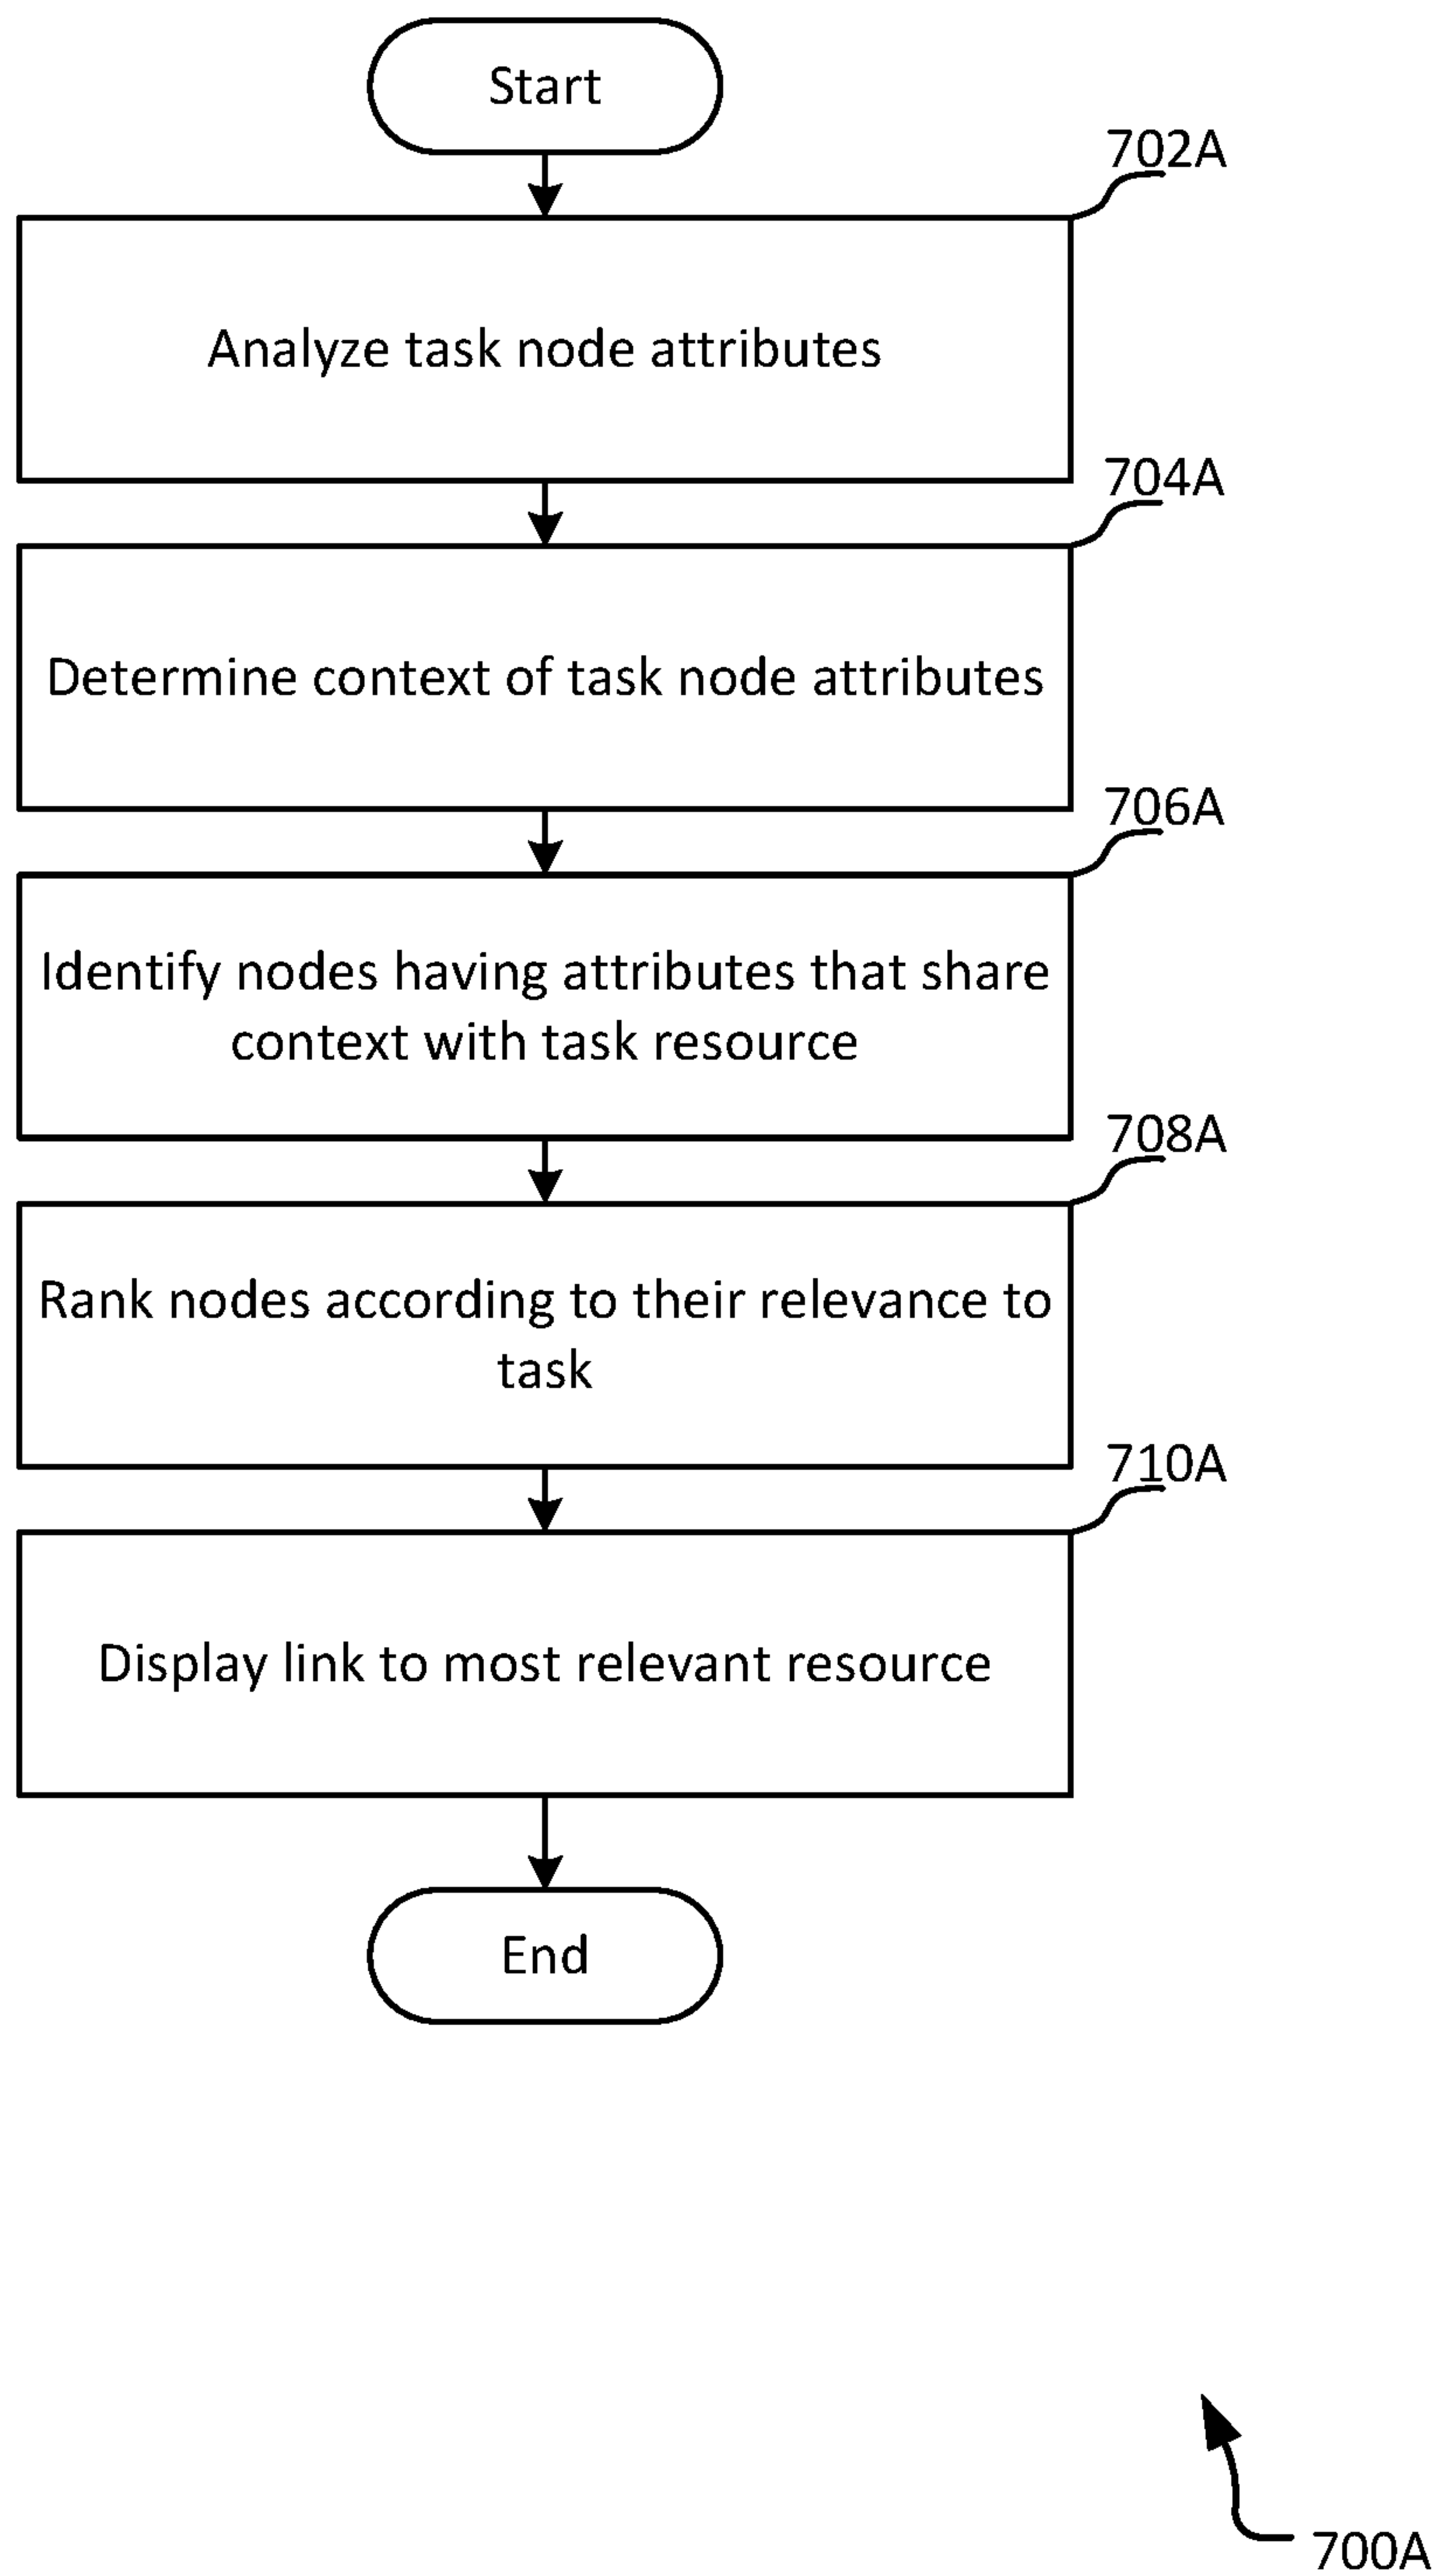 Start
702A
Analyze task node attributes
704A
Determine context of task node attributes
706A
Identify nodes having attributes that share
context with task resource
708A
Rank nodes according to their relevance to
task
710A
Display link to most relevant resource
End
700A